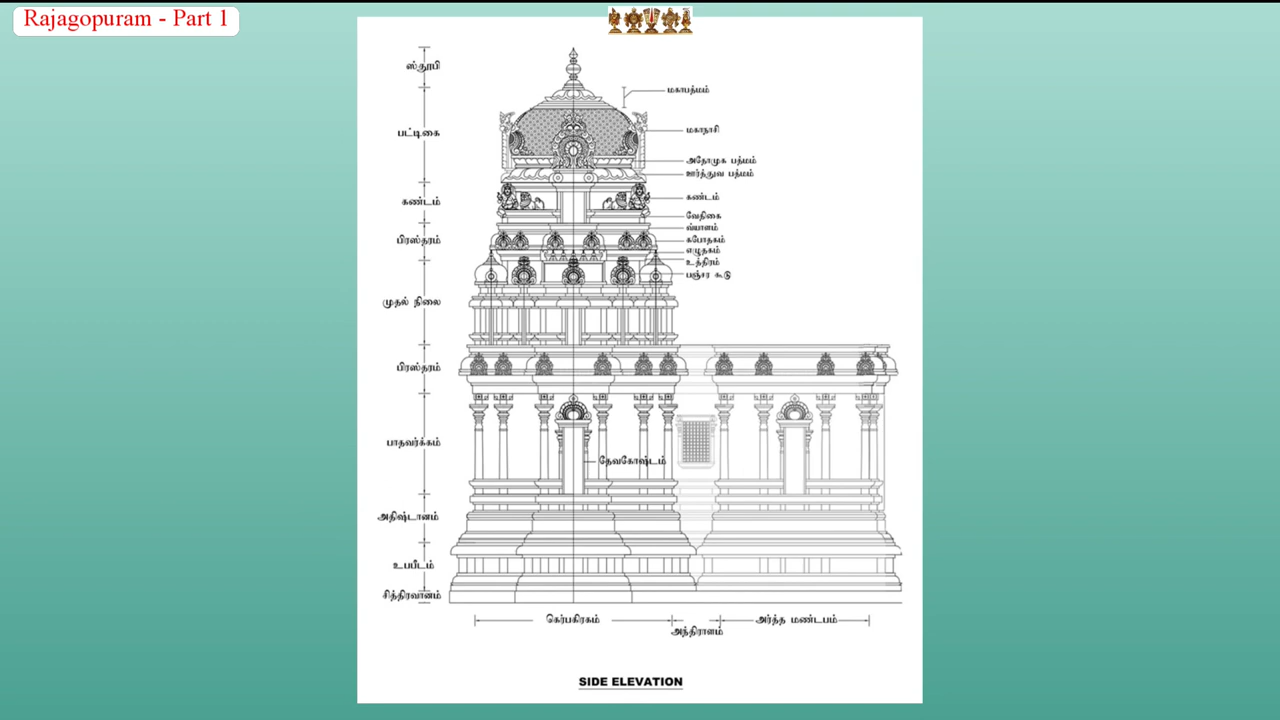 Rajagopuram - Part 1
ஸ்தூபி
மகாபத்மம்
பட்டிகை
மகாநாசி
அதோமுக பத்மம்
ஊர்த்துவ பத்மம்
கண்டம்
கண்டம்
வேதிகை
வ்யாளம்
பிரஸ்தரம்
கபோதகம்
எழுதகம்
உத்திரம்
பஞ்சர கூடு
முதல் நிலை
பிரஸ்தரம்
பாதவர்க்கம்
தேவகோஷ்டம்
அதிஷ்டானம்
உபபீடம்
சித்திரவானம்
கெர்பகிரகம்
அர்த்த மண்டபம்
அந்திராளம்
SIDE ELEVATION